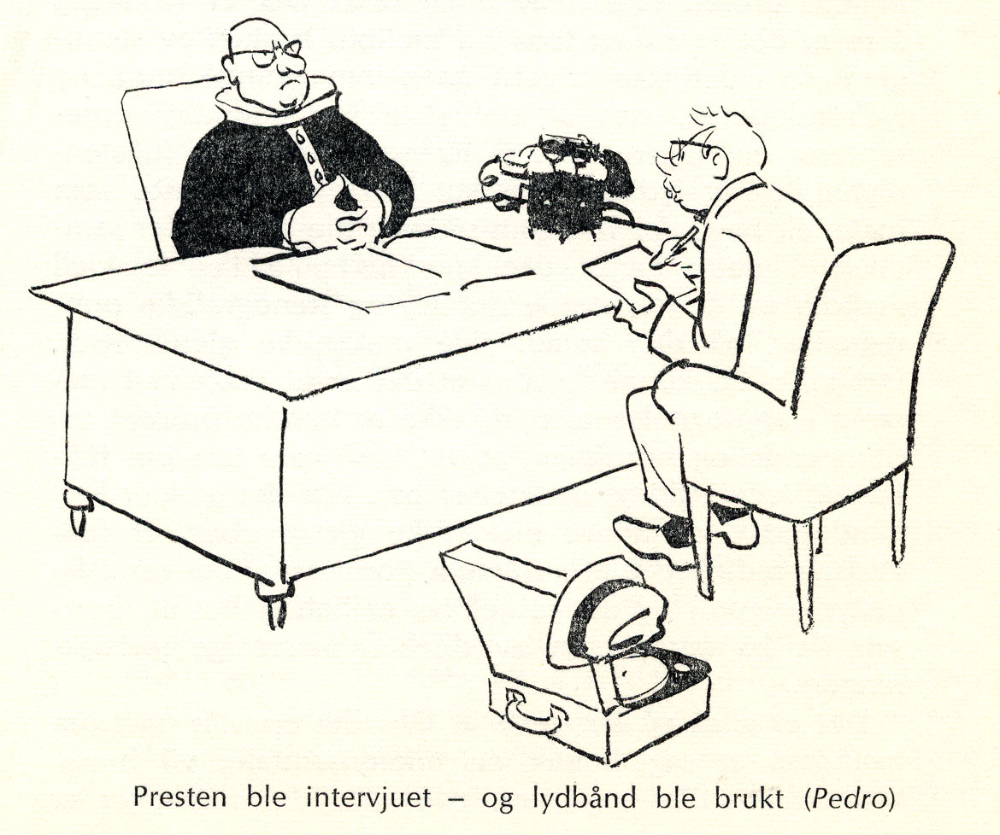 Presten ble intervjuet – og lydbånd ble brukt (Pedro)